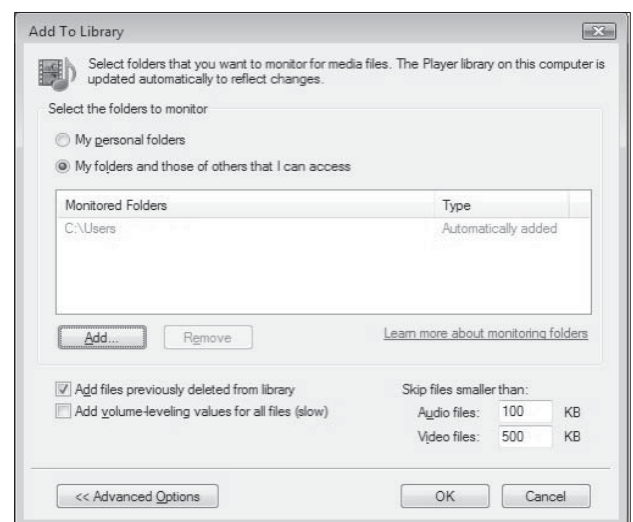 Add To Library
Select folders that you want to monitor for media files. The Player library on this computer is
updated automatically to reflect changes.
Select the folders to monitor
My personal folders
My folders and those of others that I can access
Monitored Folders Type
C:\Users Automatically added
Add... Remove Learn more about monitoring folders
Add files previously deleted from library Skip files smaller than:
Add volume-leveling values for all files (slow) Audio files: 100 KB
Video files: 500 KB
<< Advanced Options OK Cancel